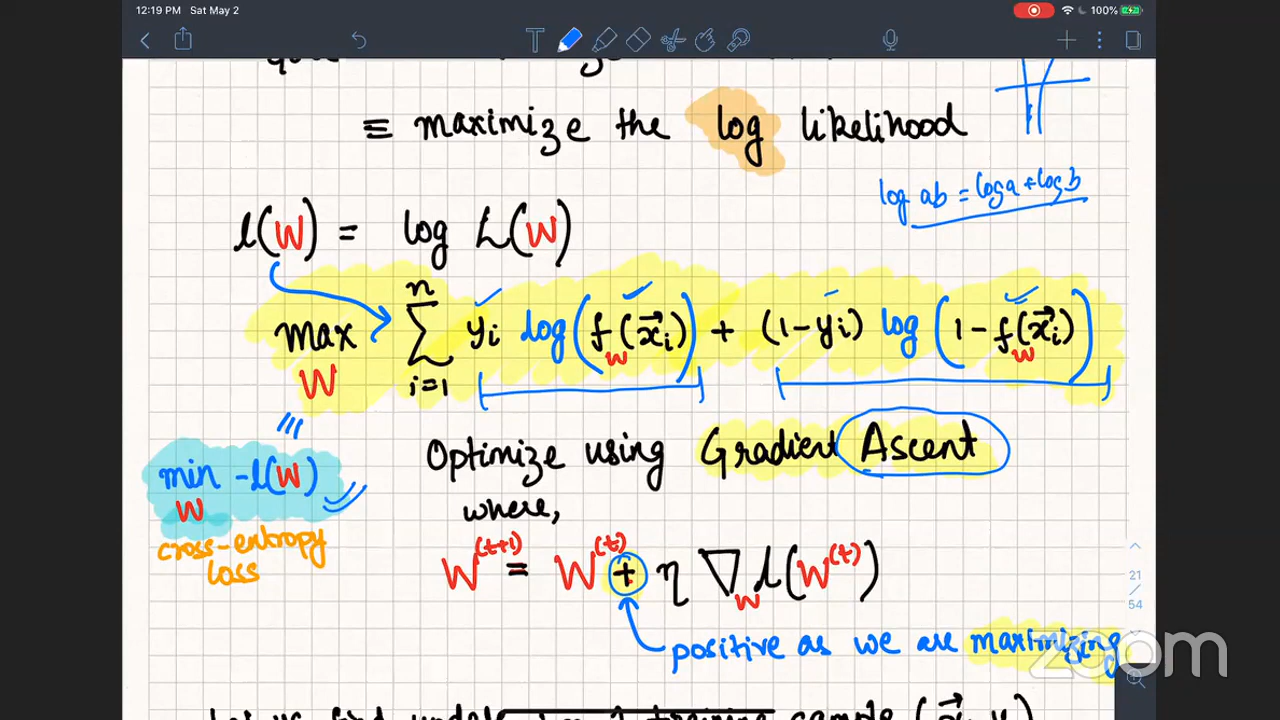 12:19 PM Sat May 2
100%
≡ maximize the log likelihood
log ab = log a + log b
l(W) = log L(W)
max W ∑ i=1 n yi log (fW(x⃗i)) + (1-yi) log (1 - fW(x⃗i))
Optimize using Gradient Ascent
min W -l(W)
where,
cross-entropy
loss
W(t+1) = W(t) + η ∇W l(W(t))
21
/
54
positive as we are maximizing
zoom